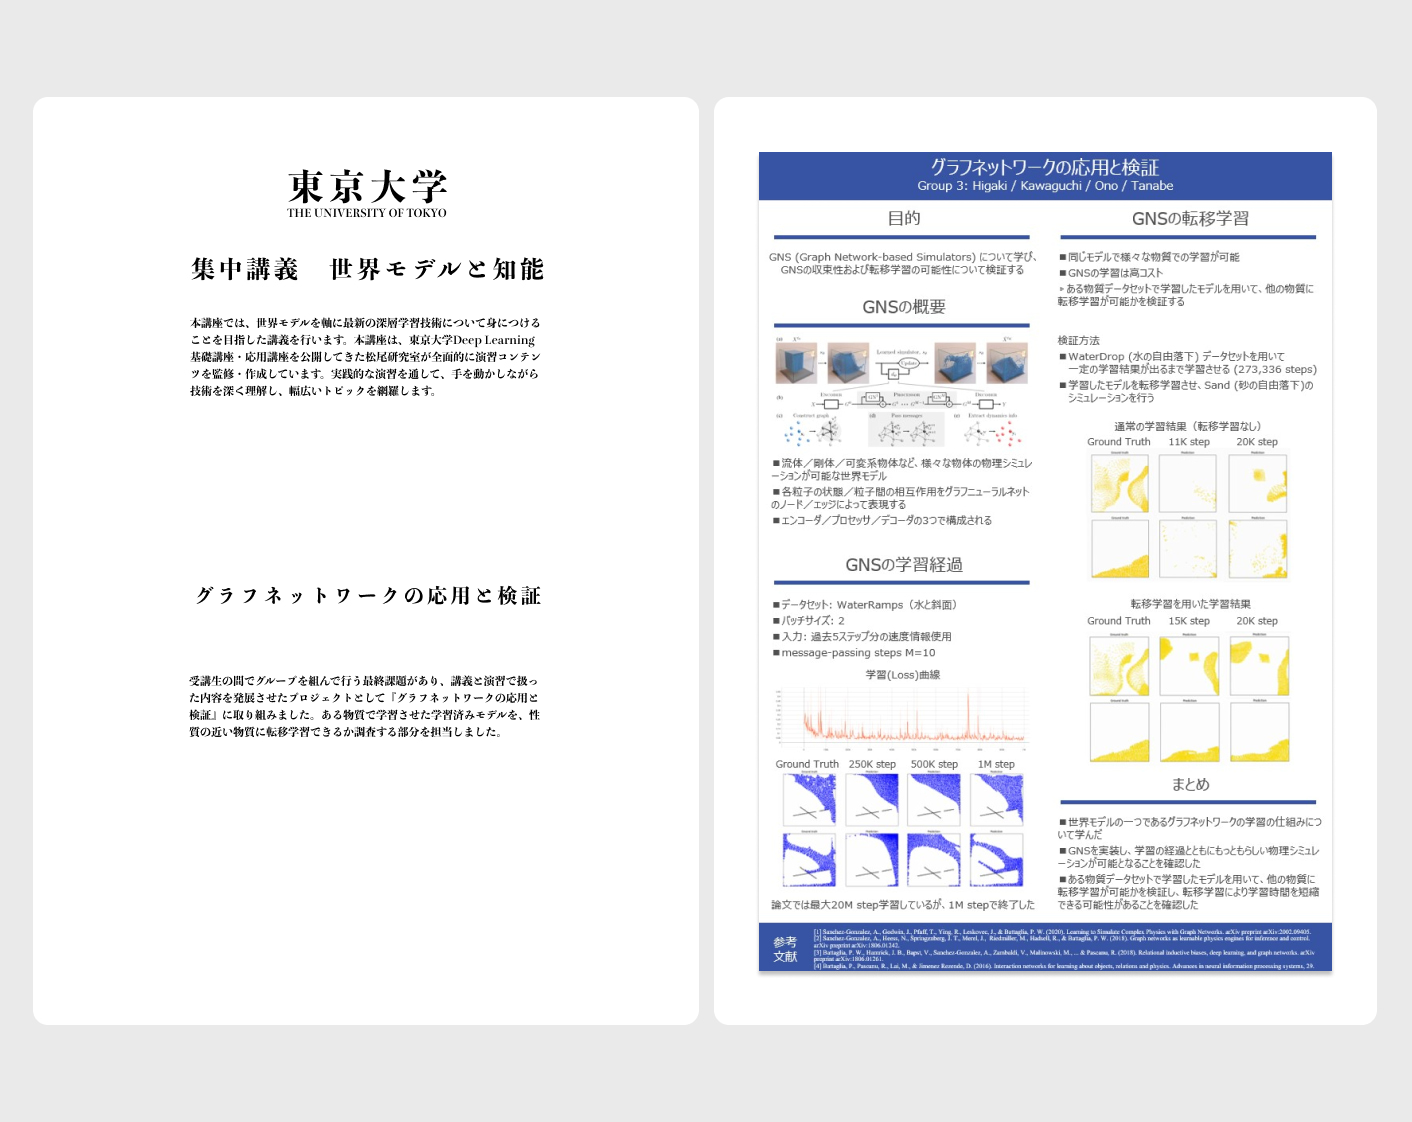 東京大学
THE UNIVERSITY OF TOKYO
集中講義　世界モデルと知能
本講座では、世界モデルを軸に最新の深層学習技術について身につける
ことを目指した講義を行います。本講座は、東京大学Deep Learning
基礎講座・応用講座を公開してきた松尾研究室が全面的に演習コンテン
ツを監修・作成しています。実践的な演習を通して、手を動かしながら
技術を深く理解し、幅広いトピックを網羅します。
グラフネットワークの応用と検証
受講生の間でグループを組んで行う最終課題があり、講義と演習で扱っ
た内容を発展させたプロジェクトとして『グラフネットワークの応用と
検証』に取り組みました。ある物質で学習させた学習済みモデルを、性
質の近い物質に転移学習できるか調査する部分を担当しました。
グラフネットワークの応用と検証
Group 3: Higaki / Kawaguchi / Ono / Tanabe
目的
GNS (Graph Network-based Simulators) について学び、
GNSの収束性および転移学習の可能性について検証する
GNSの概要
(a)
Learned simulator,
Update
(b)
Encoder
Processor
Decoder
(c) Construct graph
(d) Pass messages
(e) Extract dynamics info
■流体／剛体／可変系物体など、様々な物体の物理シミュレ
ーションが可能な世界モデル
■各粒子の状態／粒子間の相互作用をグラフニューラルネット
のノード／エッジによって表現する
■エンコーダ／プロセッサ／デコーダの3つで構成される
GNSの学習経過
■データセット: WaterRamps（水と斜面）
■バッチサイズ: 2
■入力: 過去5ステップ分の速度情報使用
■message-passing steps M=10
学習(Loss)曲線
Ground Truth 250K step 500K step 1M step
論文では最大20M step学習しているが、1M stepで終了した
GNSの転移学習
■同じモデルで様々な物質での学習が可能
■GNSの学習は高コスト
» ある物質データセットで学習したモデルを用いて、他の物質に
転移学習が可能かを検証する
検証方法
■WaterDrop (水の自由落下) データセットを用いて
一定の学習結果が出るまで学習させる (273,336 steps)
■学習したモデルを転移学習させ、Sand (砂の自由落下)の
シミュレーションを行う
通常の学習結果（転移学習なし）
Ground Truth 11K step 20K step
転移学習を用いた学習結果
Ground Truth 15K step 20K step
まとめ
■世界モデルの一つであるグラフネットワークの学習の仕組みにつ
いて学んだ
■GNSを実装し、学習の経過とともにもっともらしい物理シミュレ
ーションが可能となることを確認した
■ある物質データセットで学習したモデルを用いて、他の物質に
転移学習が可能かを検証し、転移学習により学習時間を短縮
できる可能性があることを確認した
参考
文献
[1] Sanchez-Gonzalez, A., Godwin, J., Pfaff, T., Ying, R., Leskovec, J., & Battaglia, P. W. (2020). Learning to Simulate Complex Physics with Graph Networks. arXiv preprint arXiv:2002.09405.
[2] Sanchez-Gonzalez, A., Heess, N., Springenberg, J. T., Merel, J., Riedmiller, M., Hadsell, R., & Battaglia, P. W. (2018). Graph networks as learnable physics engines for inference and control.
arXiv preprint arXiv:1806.01242.
[3] Battaglia, P. W., Hamrick, J. B., Bapst, V., Sanchez-Gonzalez, A., Zambaldi, V., Malinowski, M., ... & Pascanu, R. (2018). Relational inductive biases, deep learning, and graph networks. arXiv
preprint arXiv:1806.01261.
[4] Battaglia, P., Pascanu, R., Lai, M., & Jimenez Rezende, D. (2016). Interaction networks for learning about objects, relations and physics. Advances in neural information processing systems, 29.